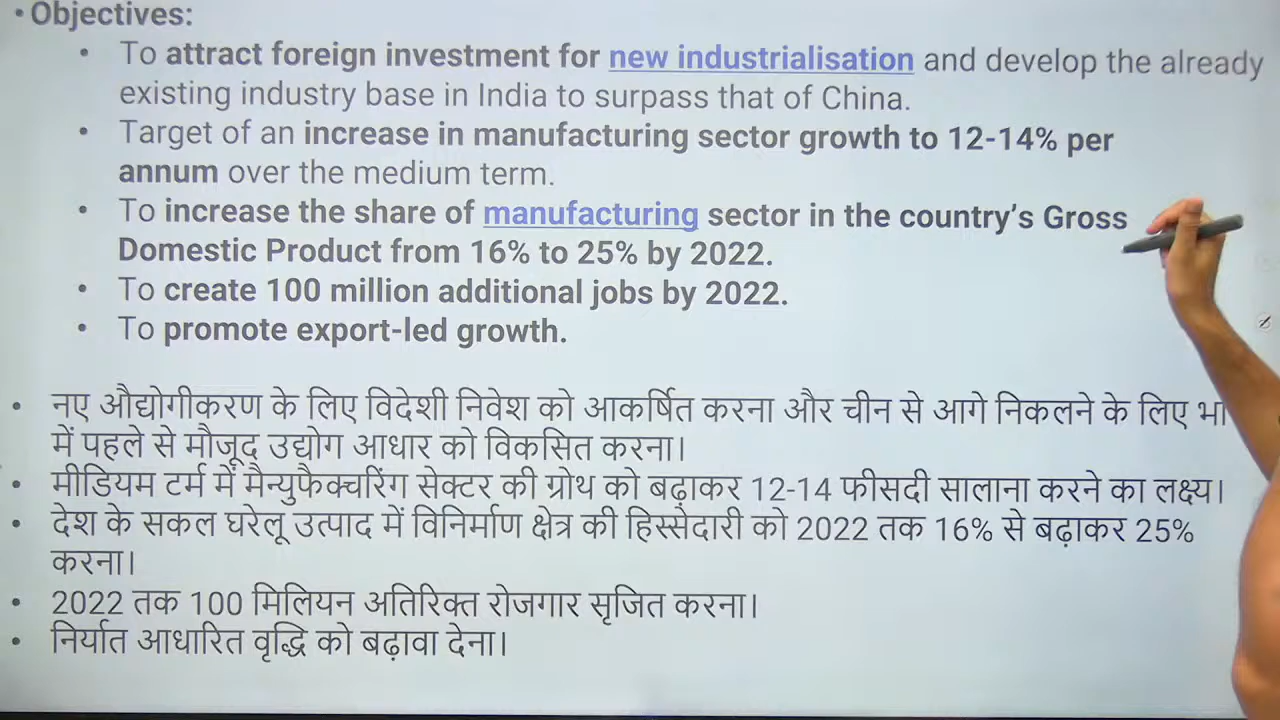 • Objectives:
• To attract foreign investment for new industrialisation and develop the already
existing industry base in India to surpass that of China.
• Target of an increase in manufacturing sector growth to 12-14% per
annum over the medium term.
• To increase the share of manufacturing sector in the country's Gross
Domestic Product from 16% to 25% by 2022.
• To create 100 million additional jobs by 2022.
• To promote export-led growth.
• नए औद्योगीकरण के लिए विदेशी निवेश को आकर्षित करना और चीन से आगे निकलने के लिए
में पहले से मौजूद उद्योग आधार को विकसित करना।
• मीडियम टर्म में मैन्युफैक्चरिंग सेक्टर की ग्रोथ को बढ़ाकर 12-14 फीसदी सालाना करने का लक्ष्य।
• देश के सकल घरेलू उत्पाद में विनिर्माण क्षेत्र की हिस्सेदारी को 2022 तक 16% से बढ़ाकर 25%
करना।
• 2022 तक 100 मिलियन अतिरिक्त रोजगार सृजित करना।
• निर्यात आधारित वृद्धि को बढ़ावा देना।